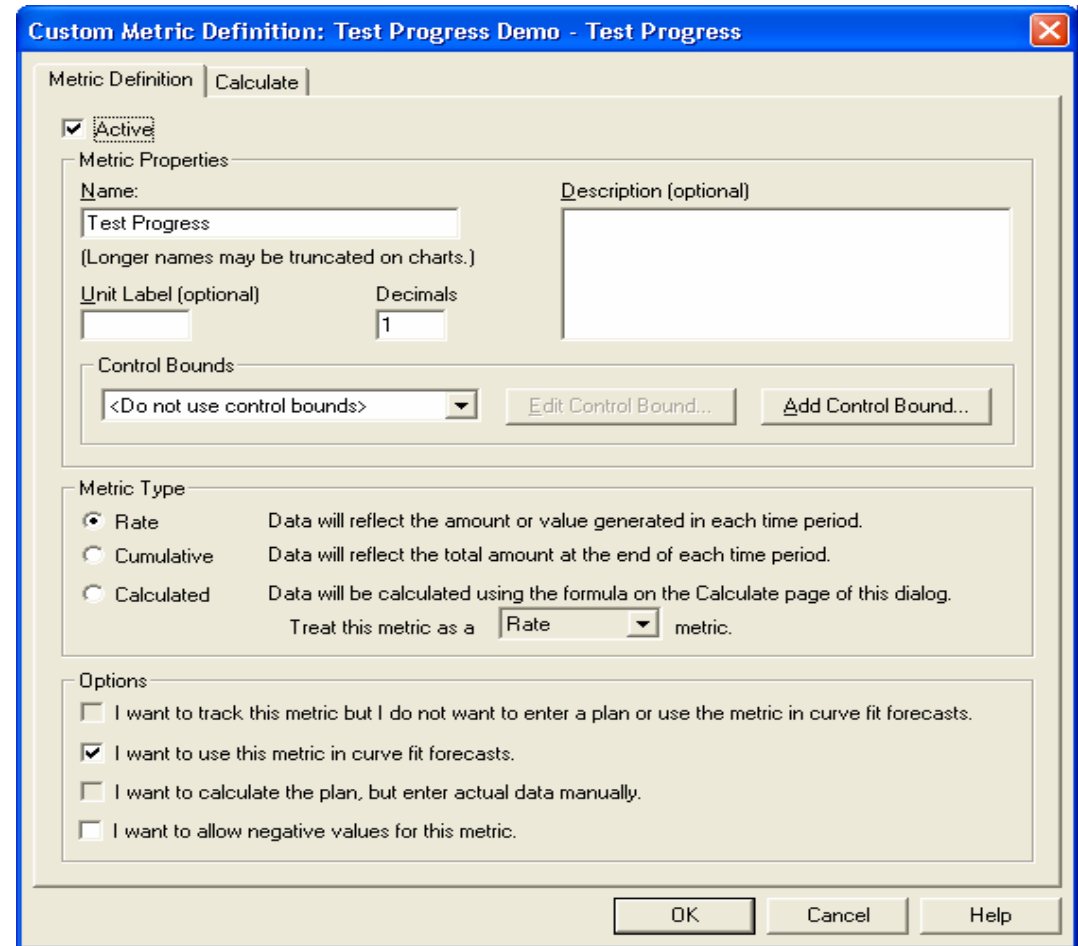 Custom Metric Definition: Test Progress Demo - Test Progress
Metric Definition
Calculate
Active
Metric Properties
Name:
Description (optional)
Test Progress
(Longer names may be truncated on charts.)
Unit Label (optional)
Decimals
1
Control Bounds
<Do not use control bounds>
Edit Control Bound...
Add Control Bound...
Metric Type
Rate
Data will reflect the amount or value generated in each time period.
Cumulative
Data will reflect the total amount at the end of each time period.
Calculated
Data will be calculated using the formula on the Calculate page of this dialog.
Treat this metric as a
Rate
metric.
Options
I want to track this metric but I do not want to enter a plan or use the metric in curve fit forecasts.
I want to use this metric in curve fit forecasts.
I want to calculate the plan, but enter actual data manually.
I want to allow negative values for this metric.
OK
Cancel
Help